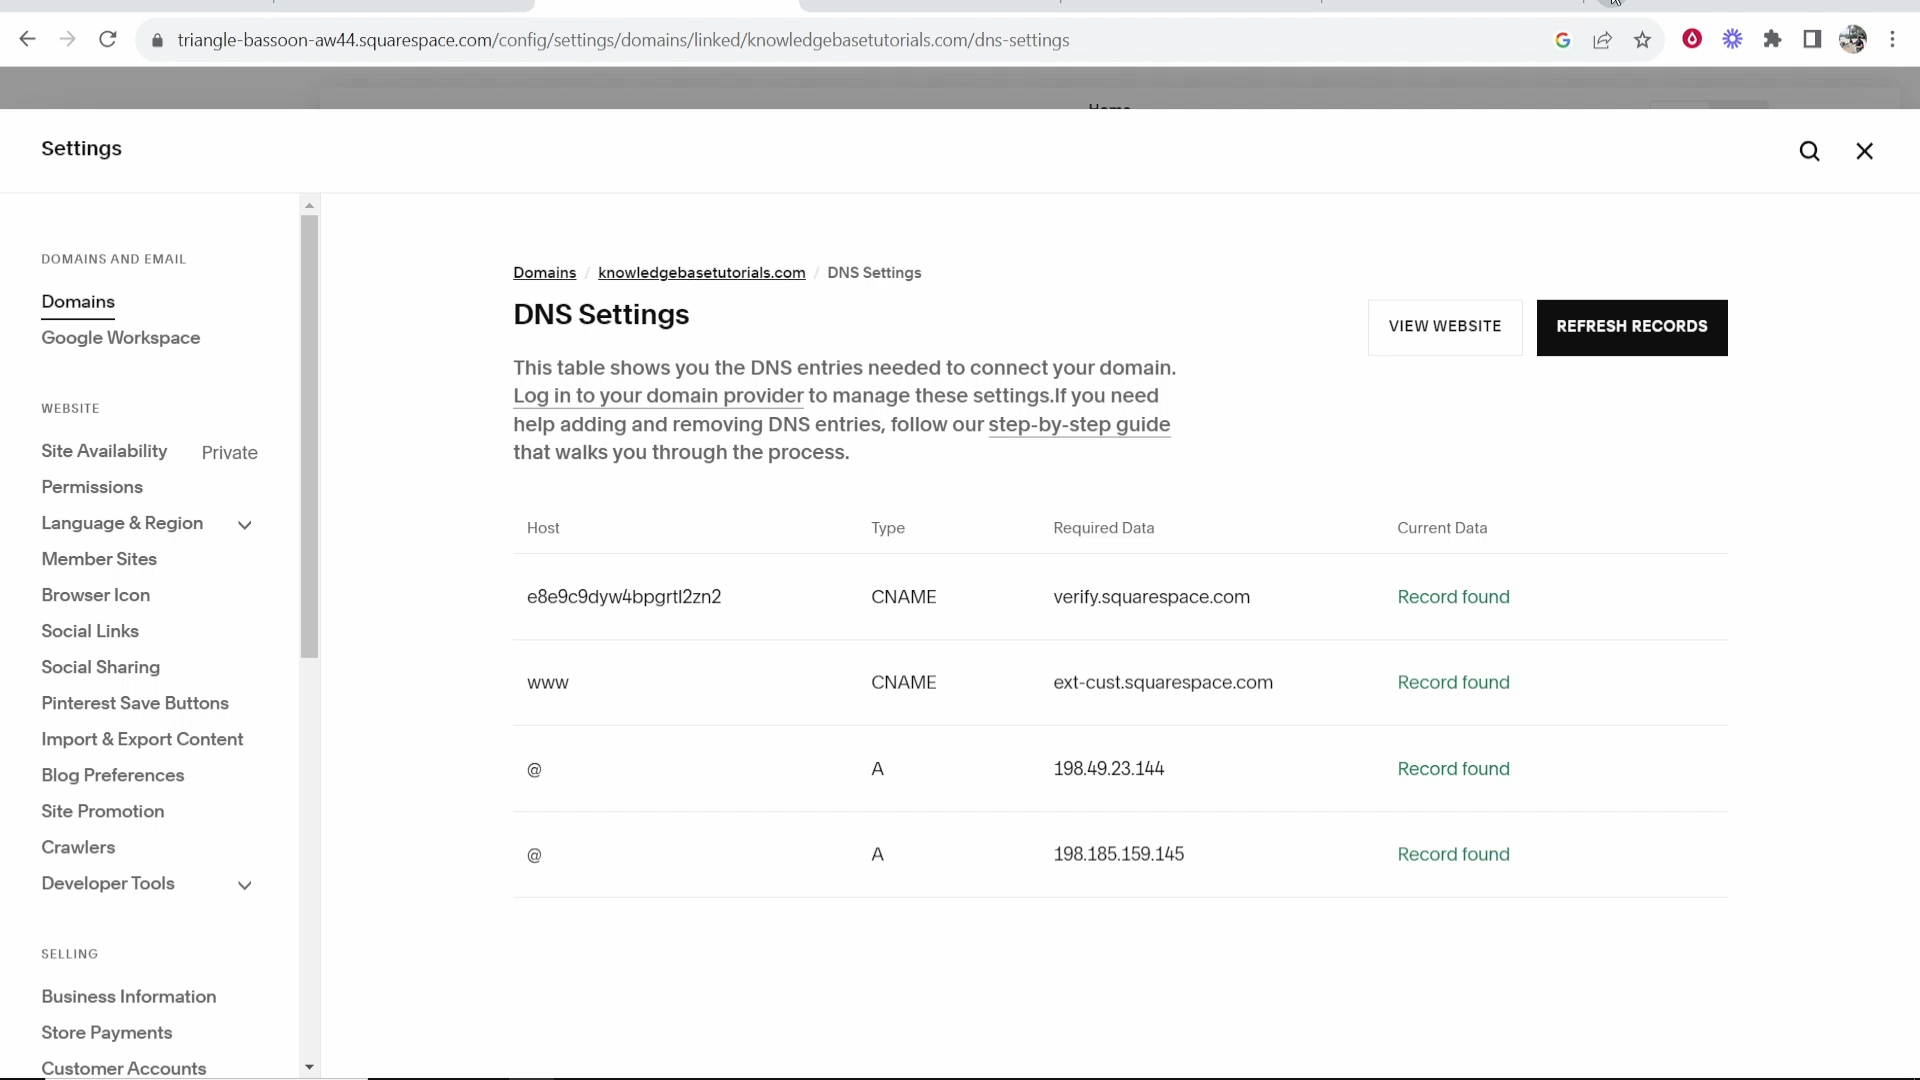 triangle-bassoon-aw44.squarespace.com/config/settings/domains/linked/knowledgebasetutorials.com/dns-settings
Settings
DOMAINS AND EMAIL
Domains
Google Workspace
WEBSITE
Site Availability Private
Permissions
Language & Region
Member Sites
Browser Icon
Social Links
Social Sharing
Pinterest Save Buttons
Import & Export Content
Blog Preferences
Site Promotion
Crawlers
Developer Tools
SELLING
Business Information
Store Payments
Customer Accounts
Domains / knowledgebasetutorials.com / DNS Settings
DNS Settings
VIEW WEBSITE
REFRESH RECORDS
This table shows you the DNS entries needed to connect your domain.
Log in to your domain provider to manage these settings.If you need
help adding and removing DNS entries, follow our step-by-step guide
that walks you through the process.
Host Type Required Data Current Data
e8e9c9dyw4bpgrtl2zn2 CNAME verify.squarespace.com Record found
www CNAME ext-cust.squarespace.com Record found
@ A 198.49.23.144 Record found
@ A 198.185.159.145 Record found